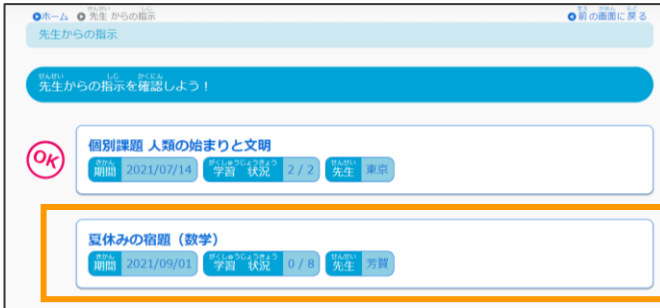 ホーム 先生 からの指示 前の画面に戻る
先生からの指示
先生からの指示を確認しよう！
個別課題 人類の始まりと文明
OK
期間 2021/07/14 学習 状況 2 / 2 先生 東京
夏休みの宿題（数学）
期間 2021/09/01 学習 状況 0 / 8 先生 芳賀